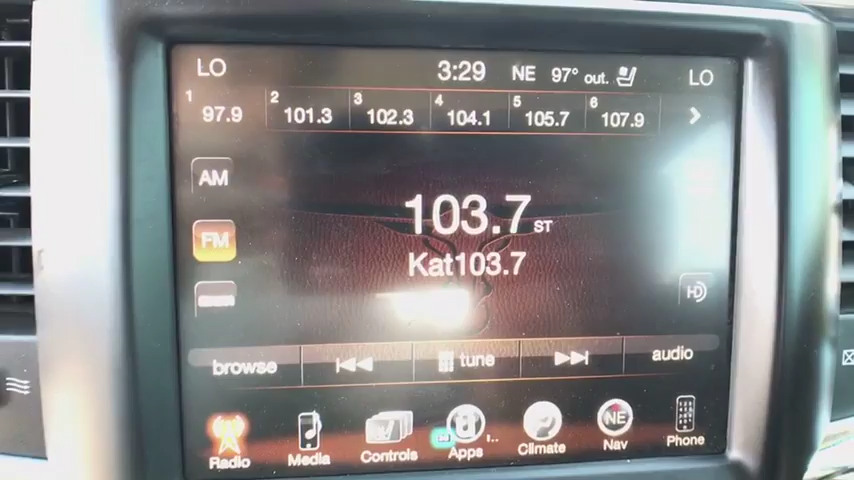 LO 3:29 NE 97° out. LO
1 97.9 2 101.3 3 102.3 4 104.1 5 105.7 6 107.9
AM
103.7 ST
FM
Kat103.7
HD
browse tune audio
Radio Media Controls Apps Climate NE Nav Phone